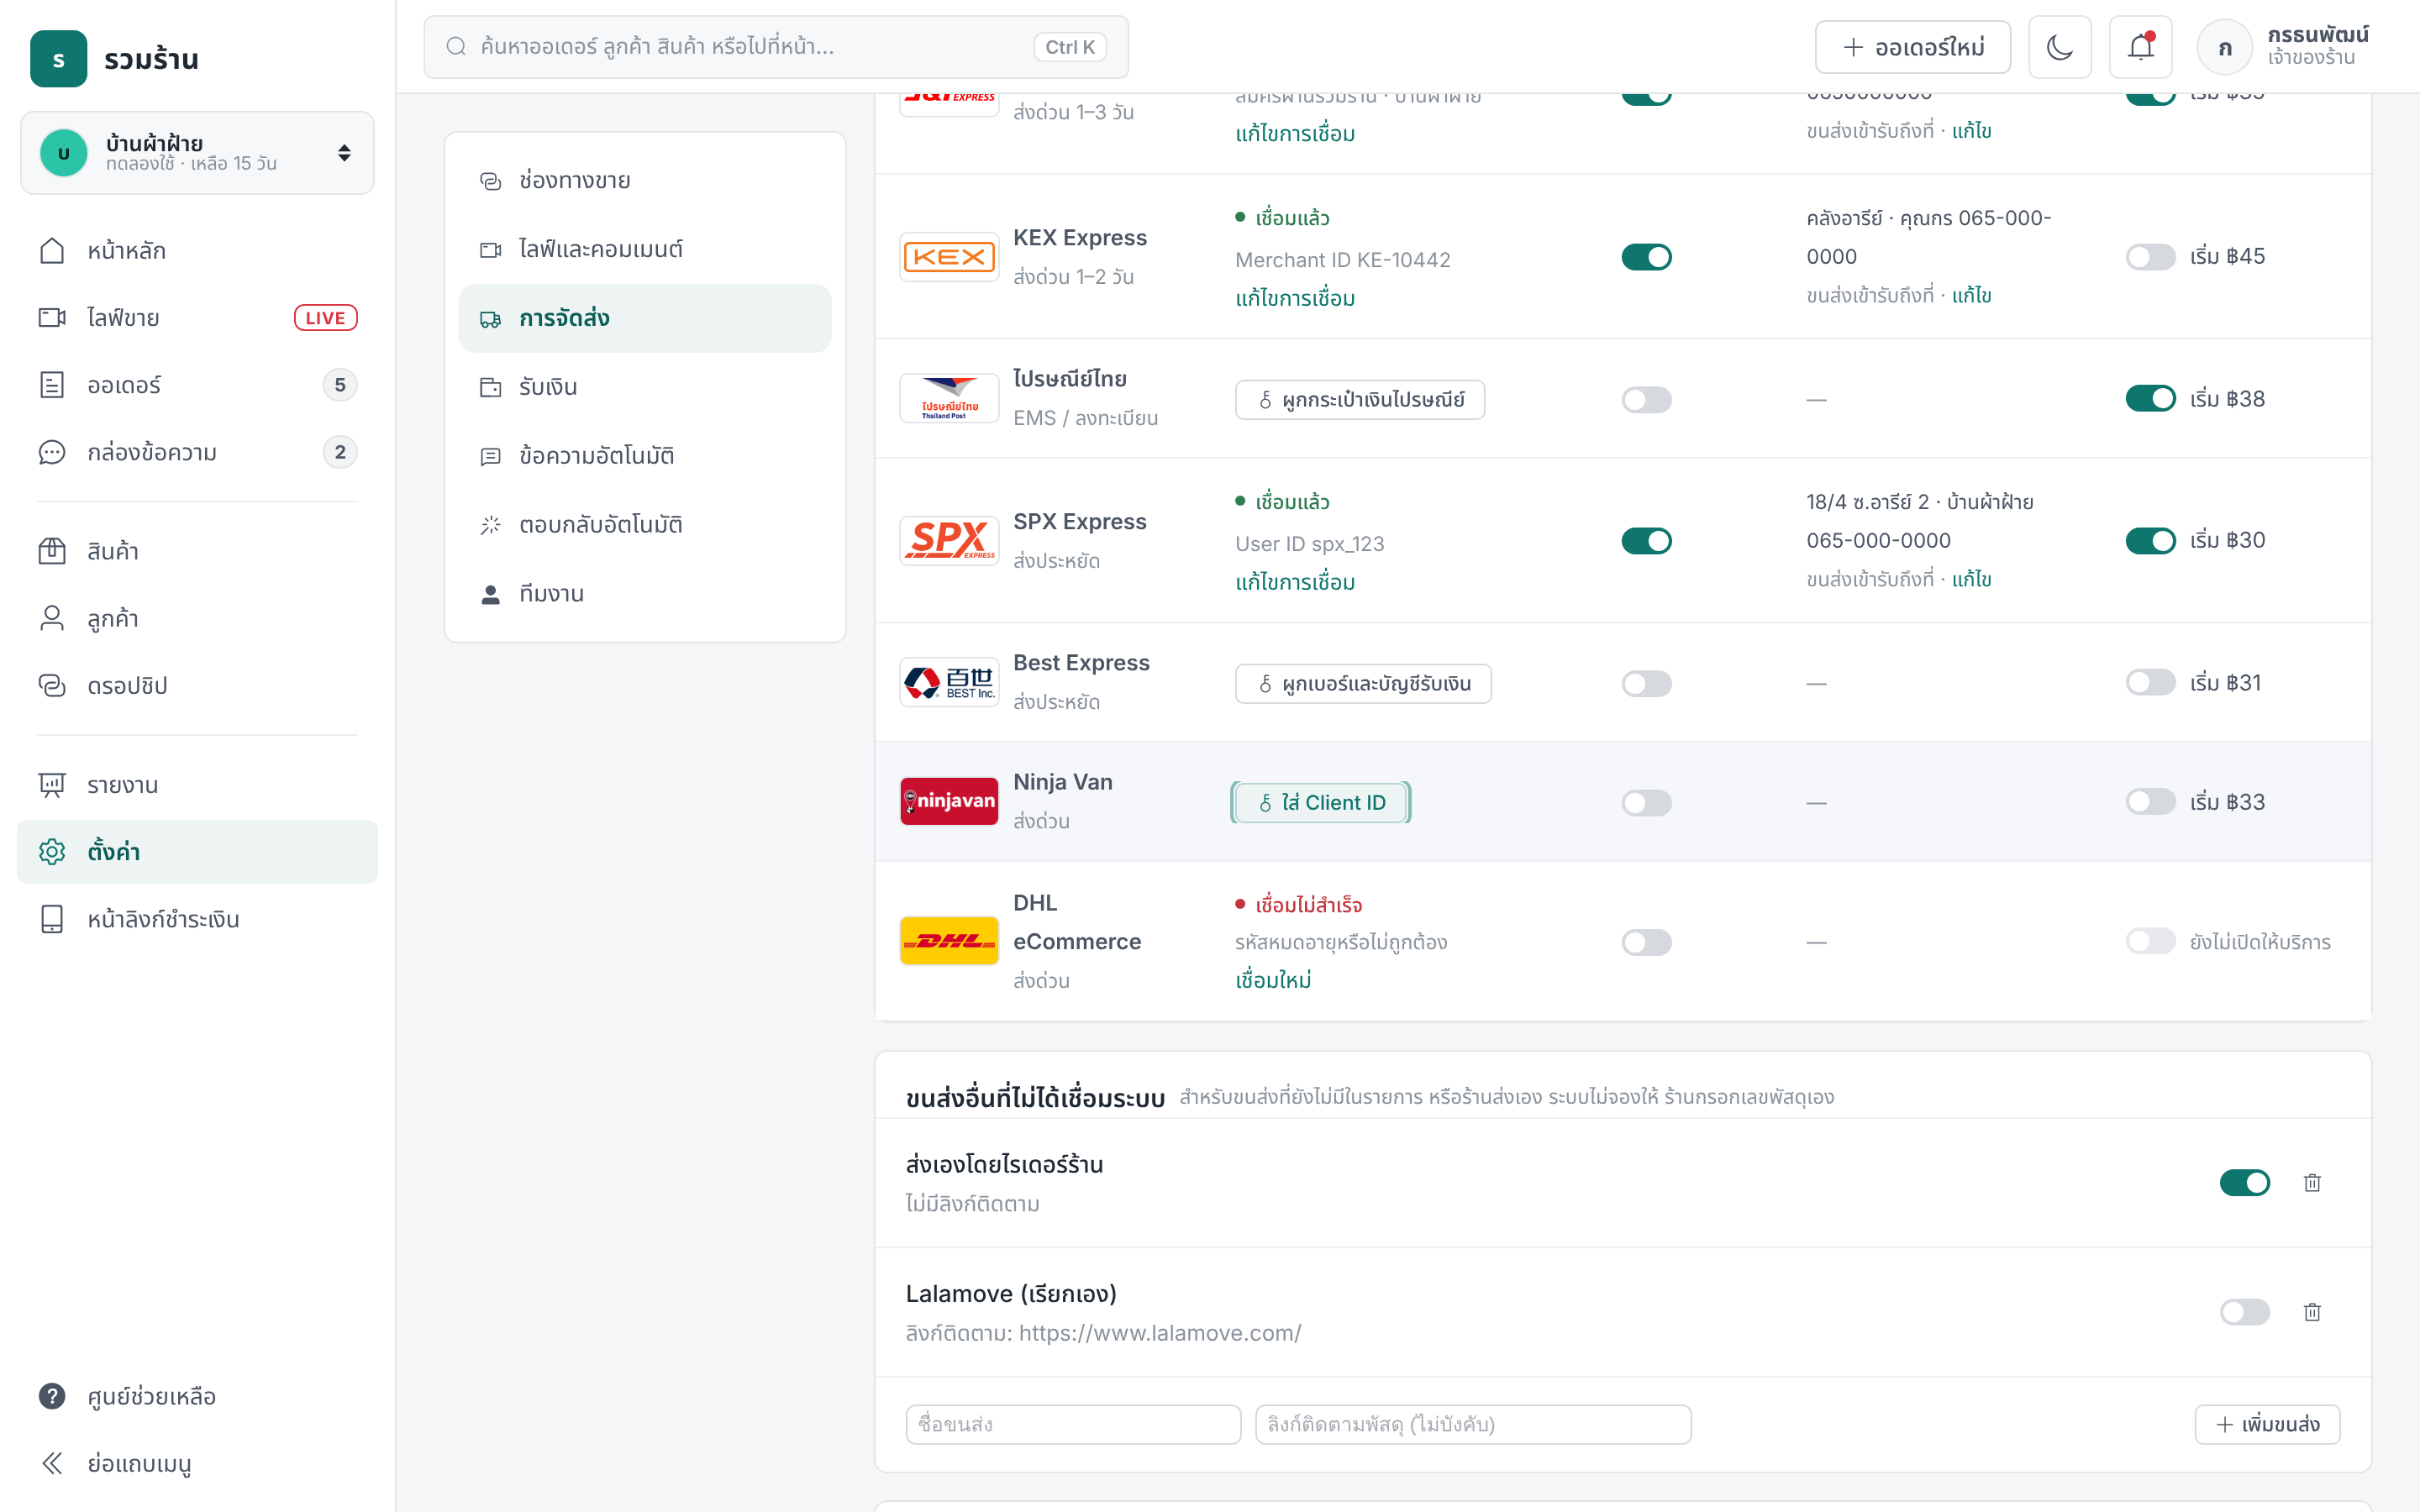 s รวมร้าน
บ บ้านผ้าฝ้าย
ทดลองใช้ · เหลือ 15 วัน
หน้าหลัก
ไลฟ์ขาย LIVE
ออเดอร์ 5
กล่องข้อความ 2
สินค้า
ลูกค้า
ดรอปชิป
รายงาน
ตั้งค่า
หน้าลิงก์ชำระเงิน
ศูนย์ช่วยเหลือ
ย่อแถบเมนู
ค้นหาออเดอร์ ลูกค้า สินค้า หรือไปที่หน้า... Ctrl K
ออเดอร์ใหม่
ก กรธนพัฒน์
เจ้าของร้าน
ช่องทางขาย
ไลฟ์และคอมเมนต์
การจัดส่ง
รับเงิน
ข้อความอัตโนมัติ
ตอบกลับอัตโนมัติ
ทีมงาน
EXPRESS
ส่งด่วน 1–3 วัน
แก้ไขการเชื่อม
ขนส่งเข้ารับถึงที่ · แก้ไข
KEX
KEX Express
ส่งด่วน 1–2 วัน
เชื่อมแล้ว
Merchant ID KE-10442
แก้ไขการเชื่อม
คลังอารีย์ · คุณกร 065-000-
0000
ขนส่งเข้ารับถึงที่ · แก้ไข
เริ่ม ฿45
ไปรษณีย์ไทย
Thailand Post
ไปรษณีย์ไทย
EMS / ลงทะเบียน
ผูกกระเป๋าเงินไปรษณีย์
—
เริ่ม ฿38
SPX
EXPRESS
SPX Express
ส่งประหยัด
เชื่อมแล้ว
User ID spx_123
แก้ไขการเชื่อม
18/4 ซ.อารีย์ 2 · บ้านผ้าฝ้าย
065-000-0000
ขนส่งเข้ารับถึงที่ · แก้ไข
เริ่ม ฿30
百世
BEST Inc.
Best Express
ส่งประหยัด
ผูกเบอร์และบัญชีรับเงิน
—
เริ่ม ฿31
ninjavan
Ninja Van
ส่งด่วน
ใส่ Client ID
—
เริ่ม ฿33
DHL
DHL
eCommerce
ส่งด่วน
เชื่อมไม่สำเร็จ
รหัสหมดอายุหรือไม่ถูกต้อง
เชื่อมใหม่
—
ยังไม่เปิดให้บริการ
ขนส่งอื่นที่ไม่ได้เชื่อมระบบ สำหรับขนส่งที่ยังไม่มีในรายการ หรือร้านส่งเอง ระบบไม่จองให้ ร้านกรอกเลขพัสดุเอง
ส่งเองโดยไรเดอร์ร้าน
ไม่มีลิงก์ติดตาม
Lalamove (เรียกเอง)
ลิงก์ติดตาม: https://www.lalamove.com/
ชื่อขนส่ง
ลิงก์ติดตามพัสดุ (ไม่บังคับ)
เพิ่มขนส่ง